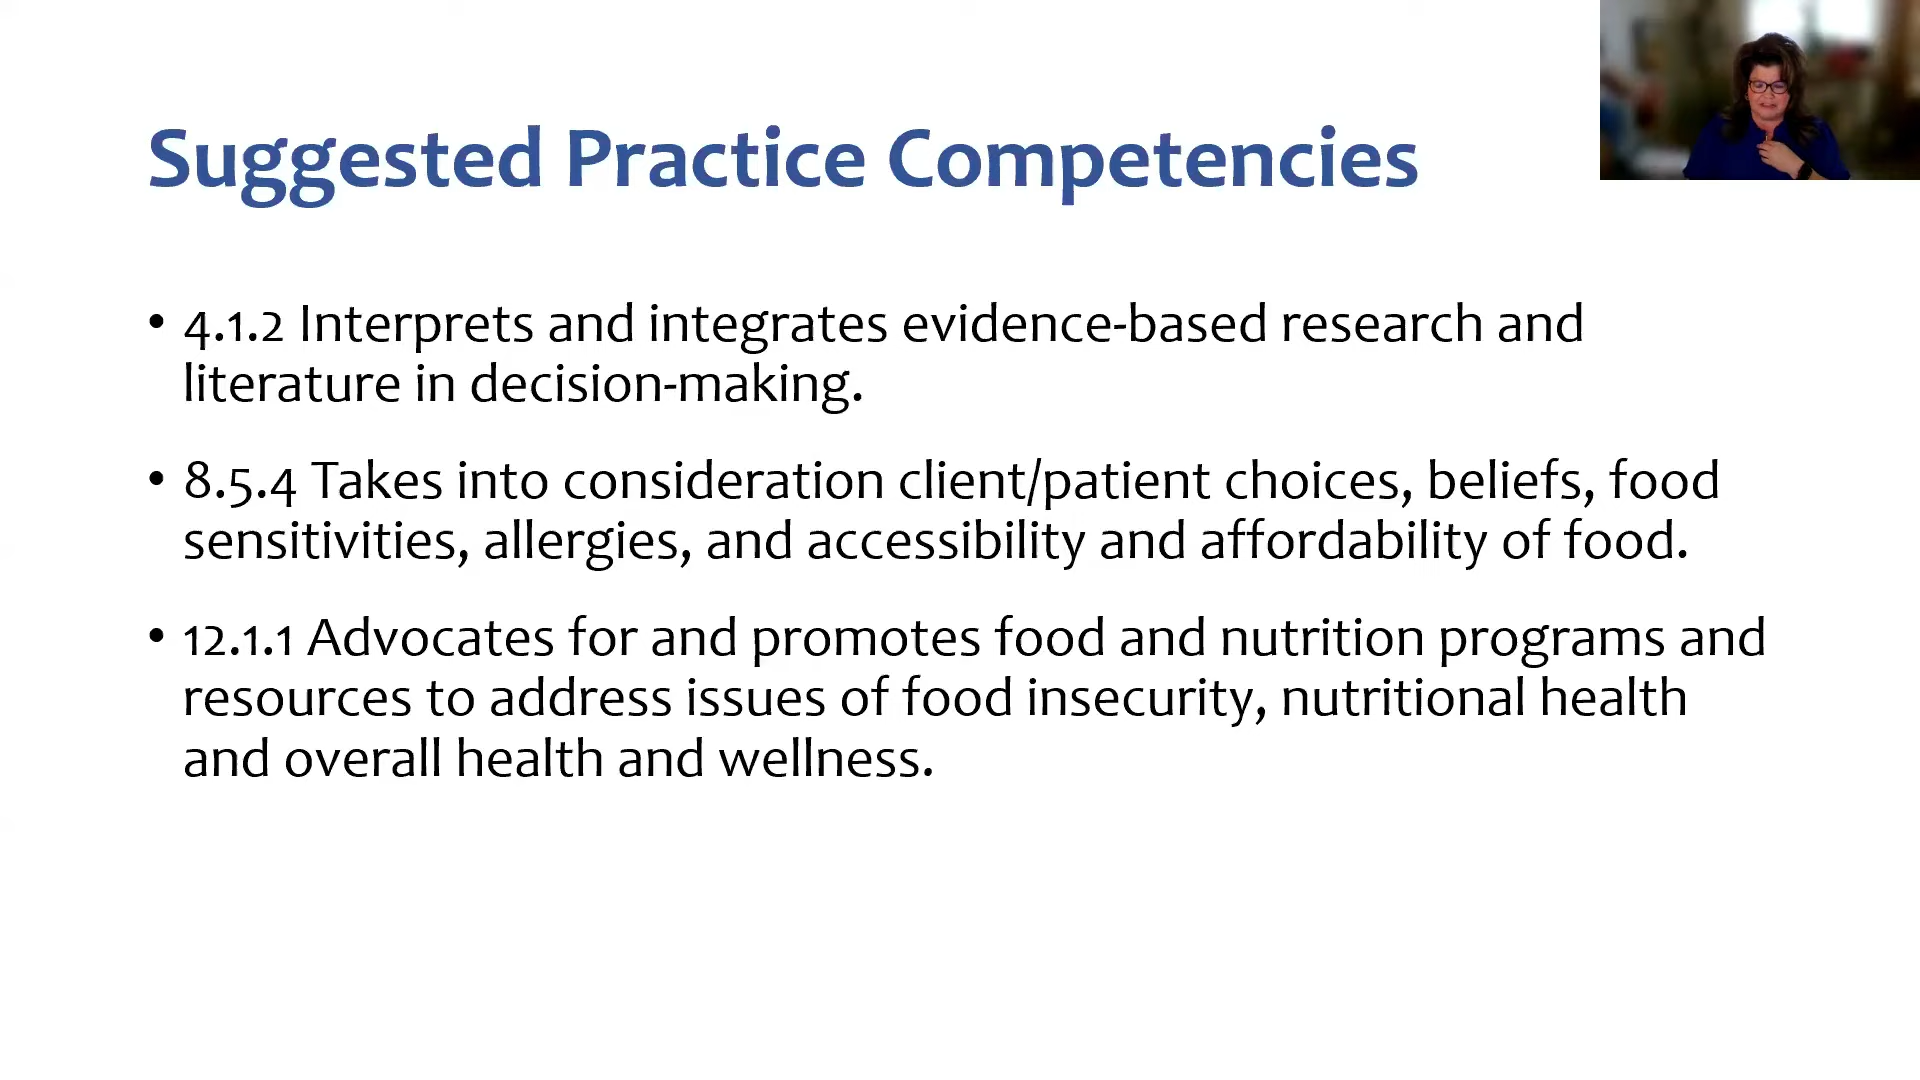 Suggested Practice Competencies
• 4.1.2 Interprets and integrates evidence-based research and
literature in decision-making.
• 8.5.4 Takes into consideration client/patient choices, beliefs, food
sensitivities, allergies, and accessibility and affordability of food.
• 12.1.1 Advocates for and promotes food and nutrition programs and
resources to address issues of food insecurity, nutritional health
and overall health and wellness.